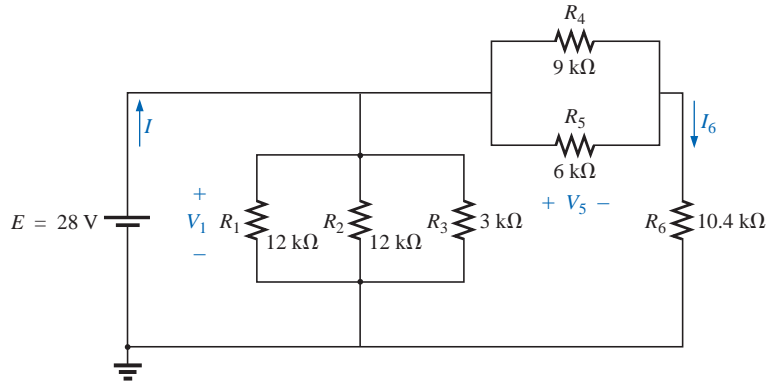 R4
9 kΩ
I
R5
I6
6 kΩ
+
+ V5 –
E = 28 V
V1
R1
R2
R3
3 kΩ
R6
10.4 kΩ
12 kΩ
12 kΩ
–